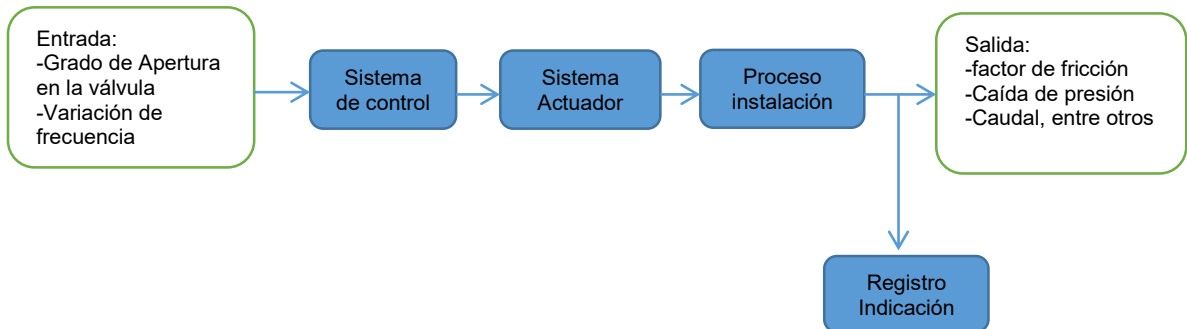 Entrada:
-Grado de Apertura
en la válvula
-Variación de
frecuencia
Sistema
de control
Sistema
Actuador
Proceso
instalación
Salida:
-factor de fricción
-Caída de presión
-Caudal, entre otros
Registro
Indicación